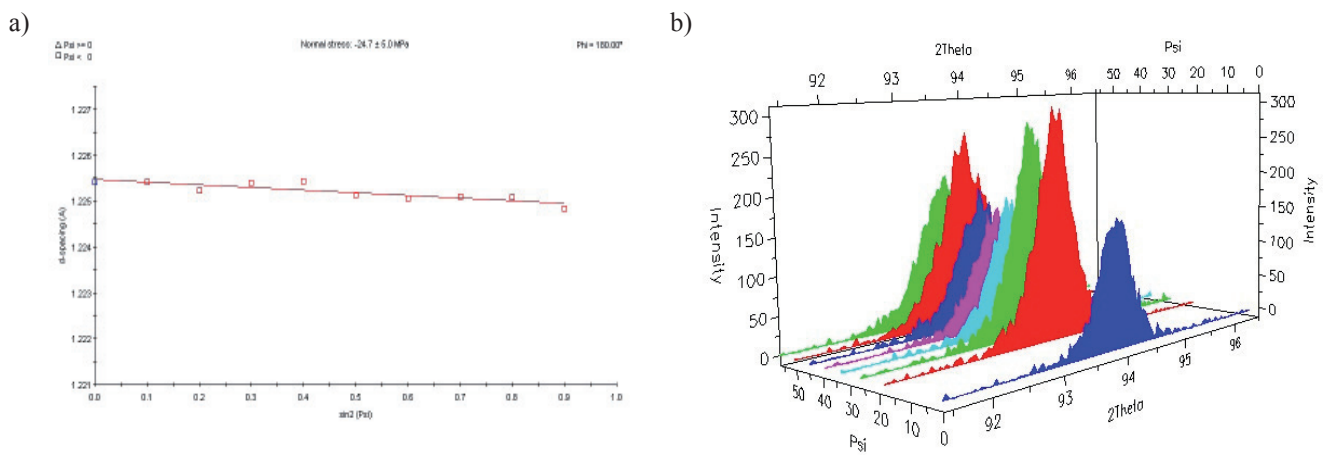 a)
Δ Psi >= 0
□ Psi < 0
Normal stress: -24.7 ± 5.0 MPa
Phi = 180.00°
1.227
1.226
1.225
1.224
1.223
1.222
1.221
d-spacing (A)
0.0 0.1 0.2 0.3 0.4 0.5 0.6 0.7 0.8 0.9 1.0
sin2 (Psi)
b)
2Theta
Psi
92 93 94 95 96 50 40 30 20 10 0
300
250
200
150
100
50
0
Intensity
300
250
200
150
100
50
0
Intensity
50 40 30 20 10 0
Psi
92 93 94 95 96
2Theta